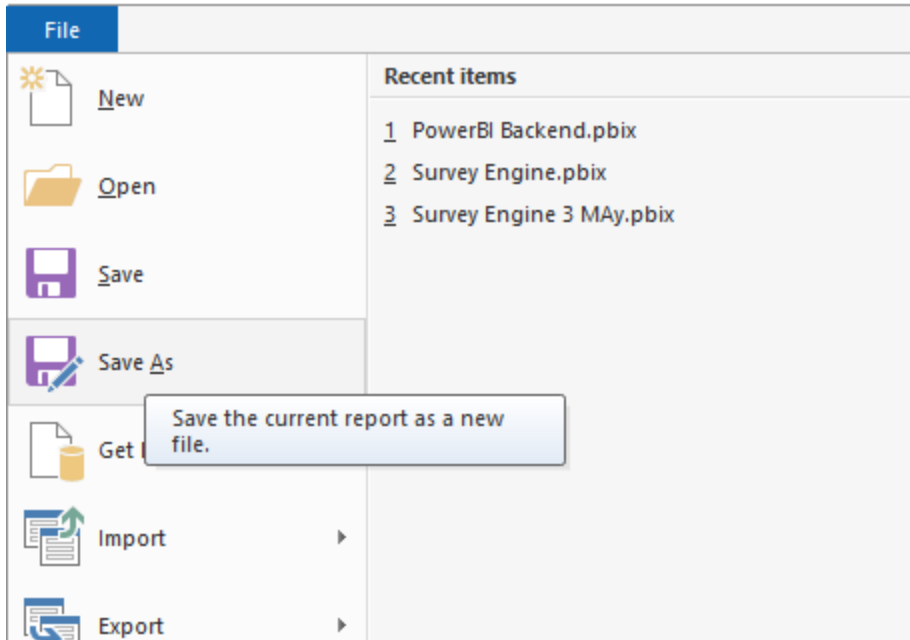 File
New
Open
Save
Save As
Get
Import
Export
Recent items
1 PowerBI Backend.pbix
2 Survey Engine.pbix
3 Survey Engine 3 MAy.pbix
Save the current report as a new
file.